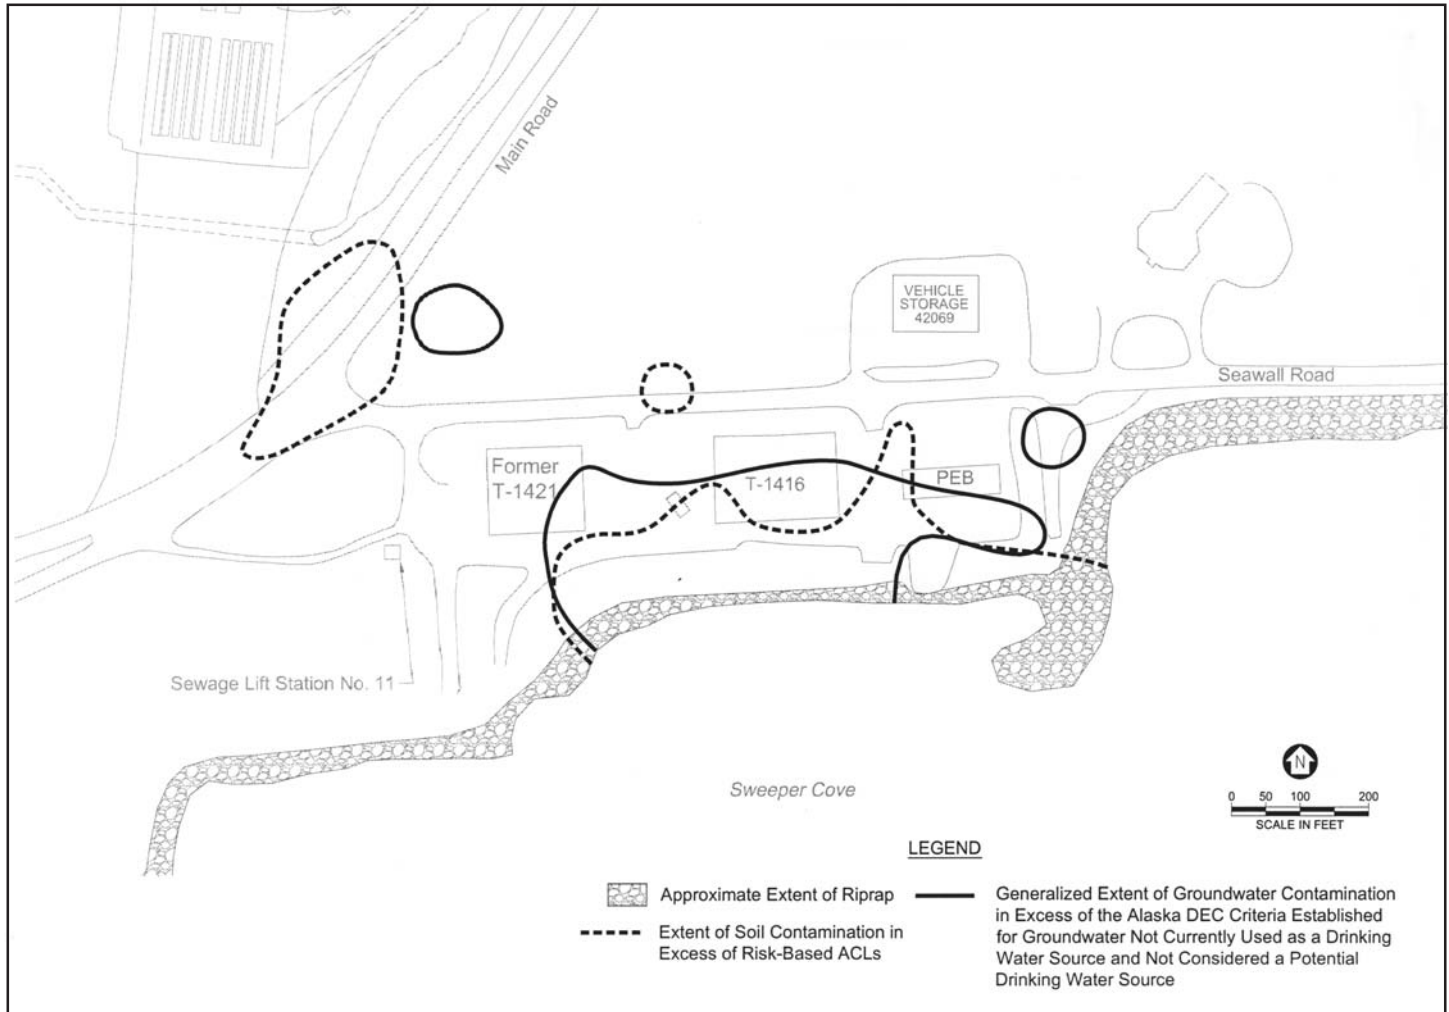 Main Road
VEHICLE
STORAGE
42069
Seawall Road
Former
T-1421
T-1416
PEB
Sewage Lift Station No. 11
Sweeper Cove
N
0 50 100 200
SCALE IN FEET
LEGEND
Approximate Extent of Riprap
Extent of Soil Contamination in
Excess of Risk-Based ACLs
Generalized Extent of Groundwater Contamination
in Excess of the Alaska DEC Criteria Established
for Groundwater Not Currently Used as a Drinking
Water Source and Not Considered a Potential
Drinking Water Source